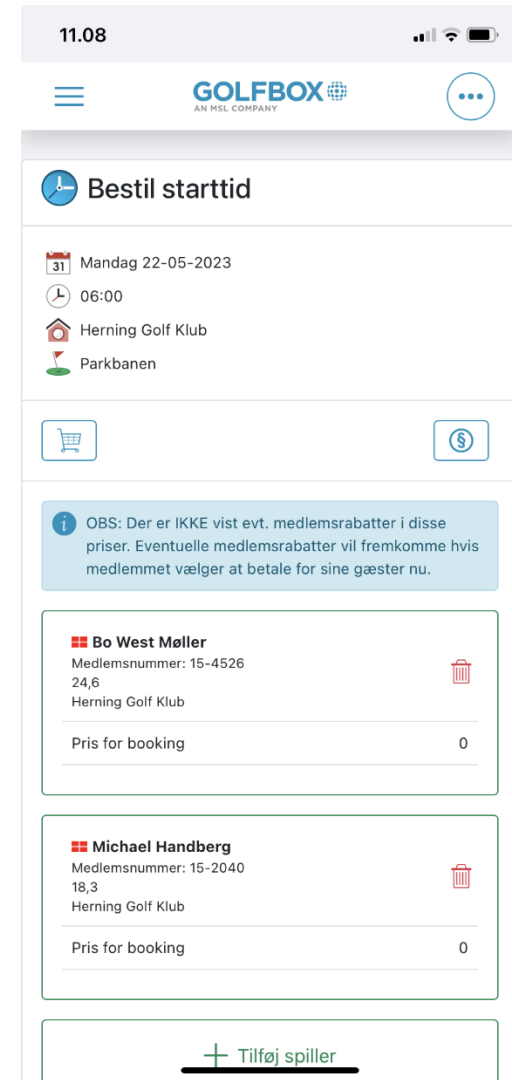 11.08
GOLFBOX
AN MSL COMPANY
Bestil starttid
31 Mandag 22-05-2023
06:00
Herning Golf Klub
Parkbanen
§
i OBS: Der er IKKE vist evt. medlemsrabatter i disse
priser. Eventuelle medlemsrabatter vil fremkomme hvis
medlemmet vælger at betale for sine gæster nu.
Bo West Møller
Medlemsnummer: 15-4526
24,6
Herning Golf Klub
Pris for booking 0
Michael Handberg
Medlemsnummer: 15-2040
18,3
Herning Golf Klub
Pris for booking 0
+ Tilføj spiller